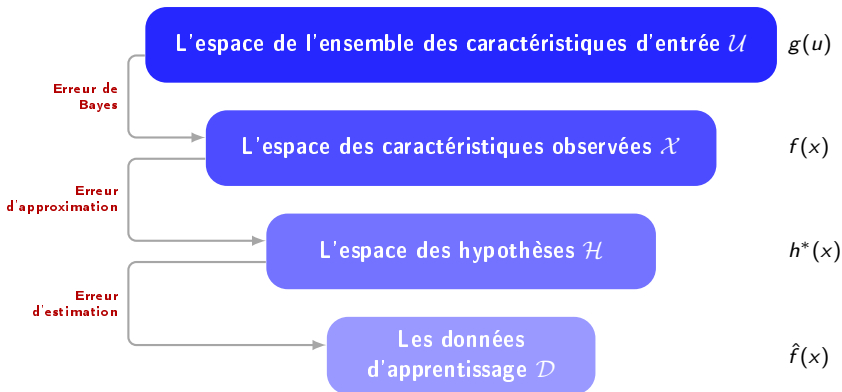 L'espace de l'ensemble des caractéristiques d'entrée 𝒰
g(u)
Erreur de
Bayes
L'espace des caractéristiques observées 𝒳
f(x)
Erreur
d'approximation
L'espace des hypothèses ℋ
h*(x)
Erreur
d'estimation
Les données
d'apprentissage 𝒟
f̂(x)